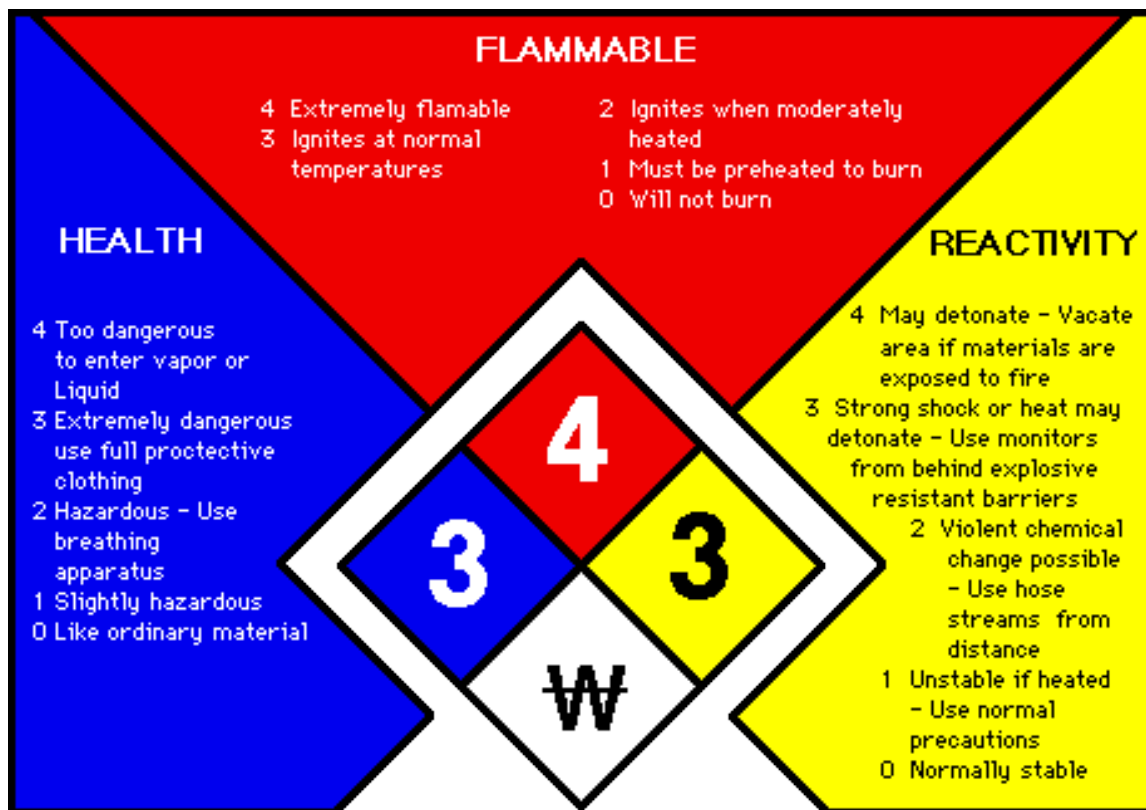 FLAMMABLE
4 Extremely flamable
3 Ignites at normal
temperatures
2 Ignites when moderately
heated
1 Must be preheated to burn
0 Will not burn
HEALTH
4 Too dangerous
to enter vapor or
Liquid
3 Extremely dangerous
use full proctective
clothing
2 Hazardous - Use
breathing
apparatus
1 Slightly hazardous
0 Like ordinary material
REACTIVITY
4 May detonate - Vacate
area if materials are
exposed to fire
3 Strong shock or heat may
detonate - Use monitors
from behind explosive
resistant barriers
2 Violent chemical
change possible
- Use hose
streams from
distance
1 Unstable if heated
- Use normal
precautions
0 Normally stable
4
3 3
W